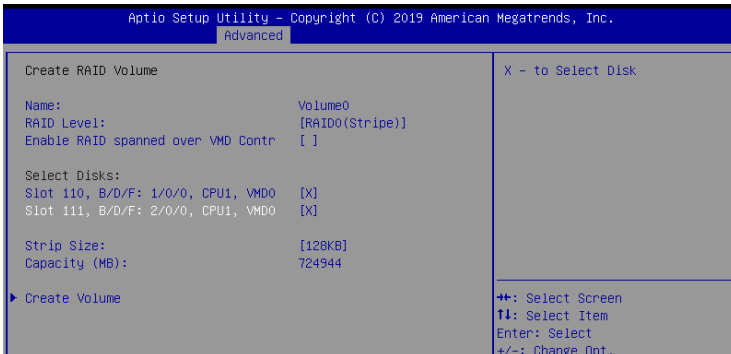 Aptio Setup Utility – Copyright (C) 2019 American Megatrends, Inc.
Advanced
Create RAID Volume
X – to Select Disk
Name: Volume0
RAID Level: [RAID0(Stripe)]
Enable RAID spanned over VMD Contr [ ]
Select Disks:
Slot 110, B/D/F: 1/0/0, CPU1, VMD0 [X]
Slot 111, B/D/F: 2/0/0, CPU1, VMD0 [X]
Strip Size: [128KB]
Capacity (MB): 724944
Create Volume
→←: Select Screen
↑↓: Select Item
Enter: Select
+/-: Change Opt.